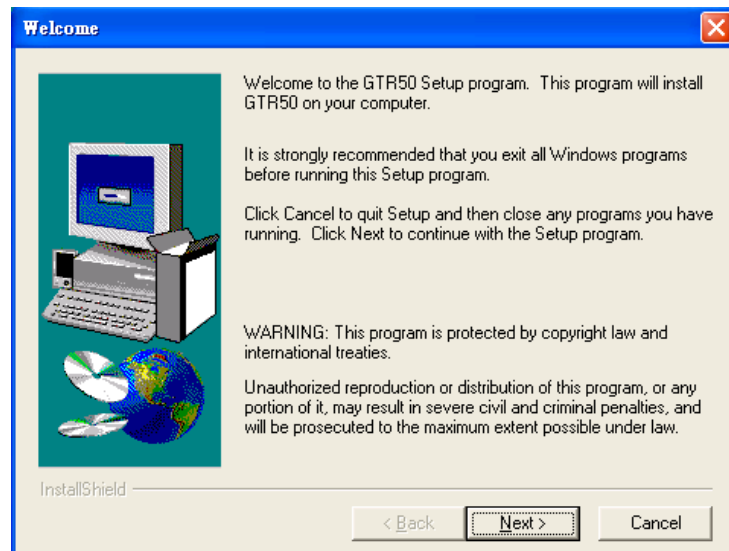 Welcome
Welcome to the GTR50 Setup program. This program will install
GTR50 on your computer.
It is strongly recommended that you exit all Windows programs
before running this Setup program.
Click Cancel to quit Setup and then close any programs you have
running. Click Next to continue with the Setup program.
WARNING: This program is protected by copyright law and
international treaties.
Unauthorized reproduction or distribution of this program, or any
portion of it, may result in severe civil and criminal penalties, and
will be prosecuted to the maximum extent possible under law.
InstallShield
< Back Next > Cancel